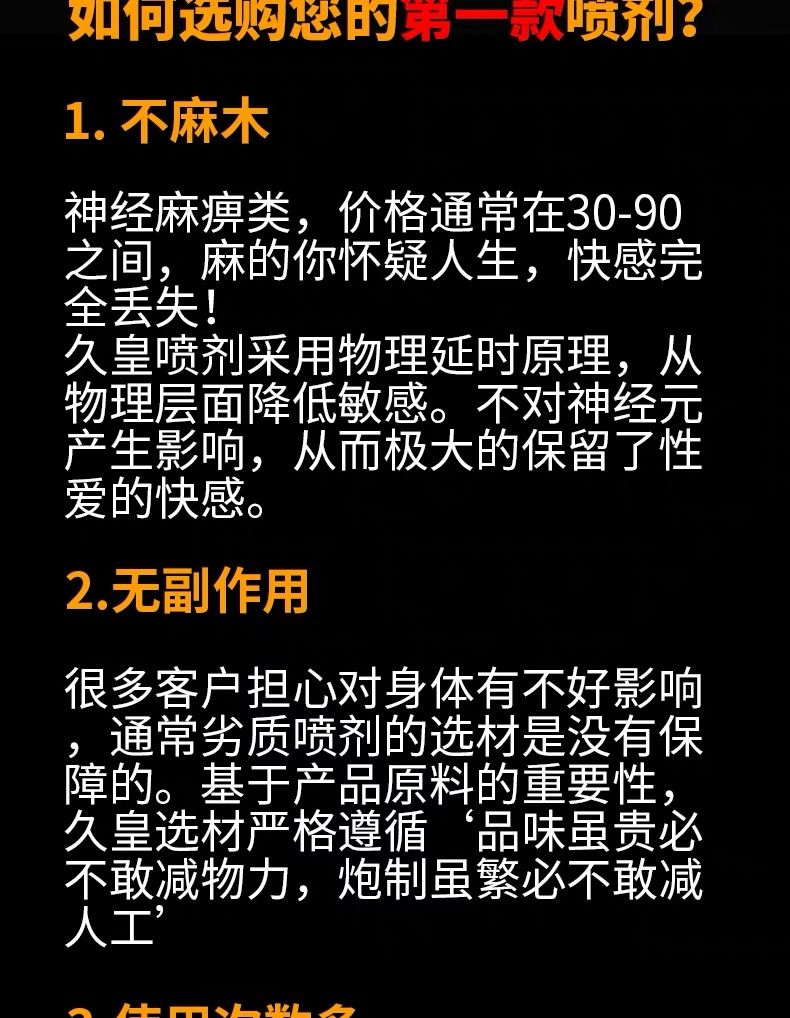 如何选购您的第一款喷剂?
1. 不麻木
神经麻痹类，价格通常在30-90
之间，麻的你怀疑人生，快感完
全丢失！
久皇喷剂采用物理延时原理，从
物理层面降低敏感。不对神经元
产生影响，从而极大的保留了性
爱的快感。
2.无副作用
很多客户担心对身体有不好影响
，通常劣质喷剂的选材是没有保
障的。基于产品原料的重要性，
久皇选材严格遵循‘品味虽贵必
不敢减物力，炮制虽繁必不敢减
人工’
3.使用次数多